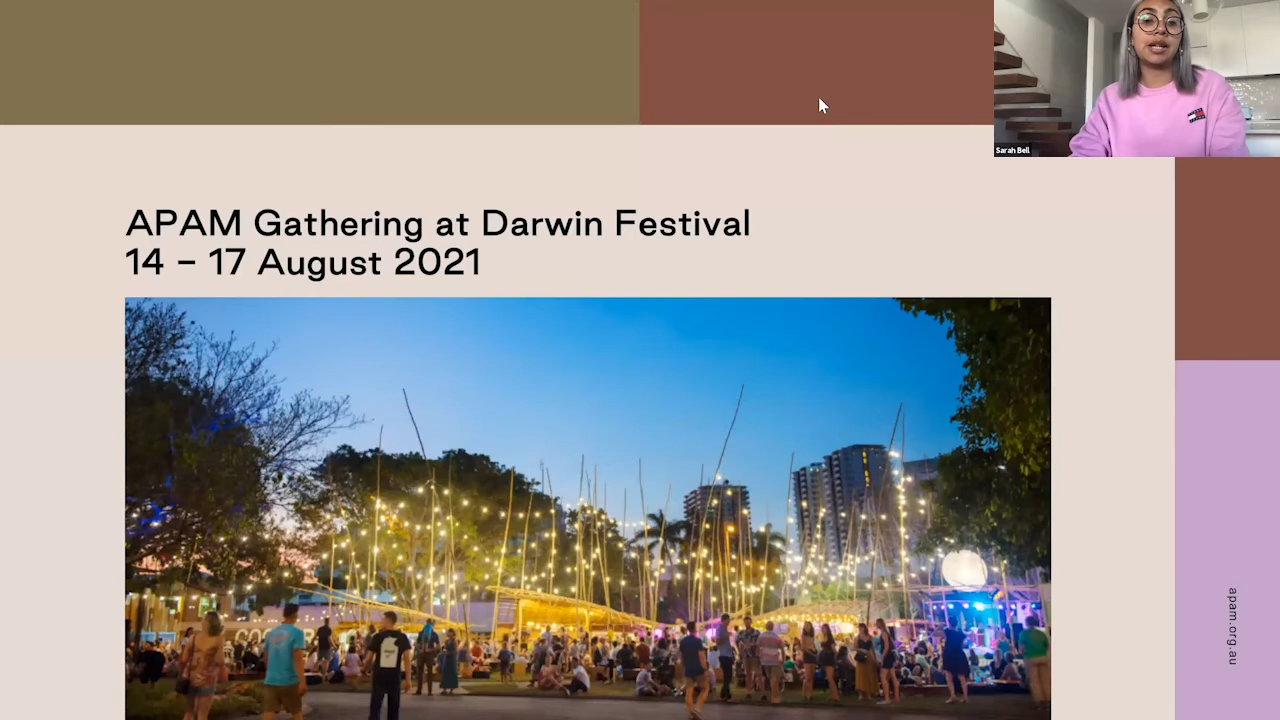 Sarah Bell
APAM Gathering at Darwin Festival
14 – 17 August 2021
apam.org.au